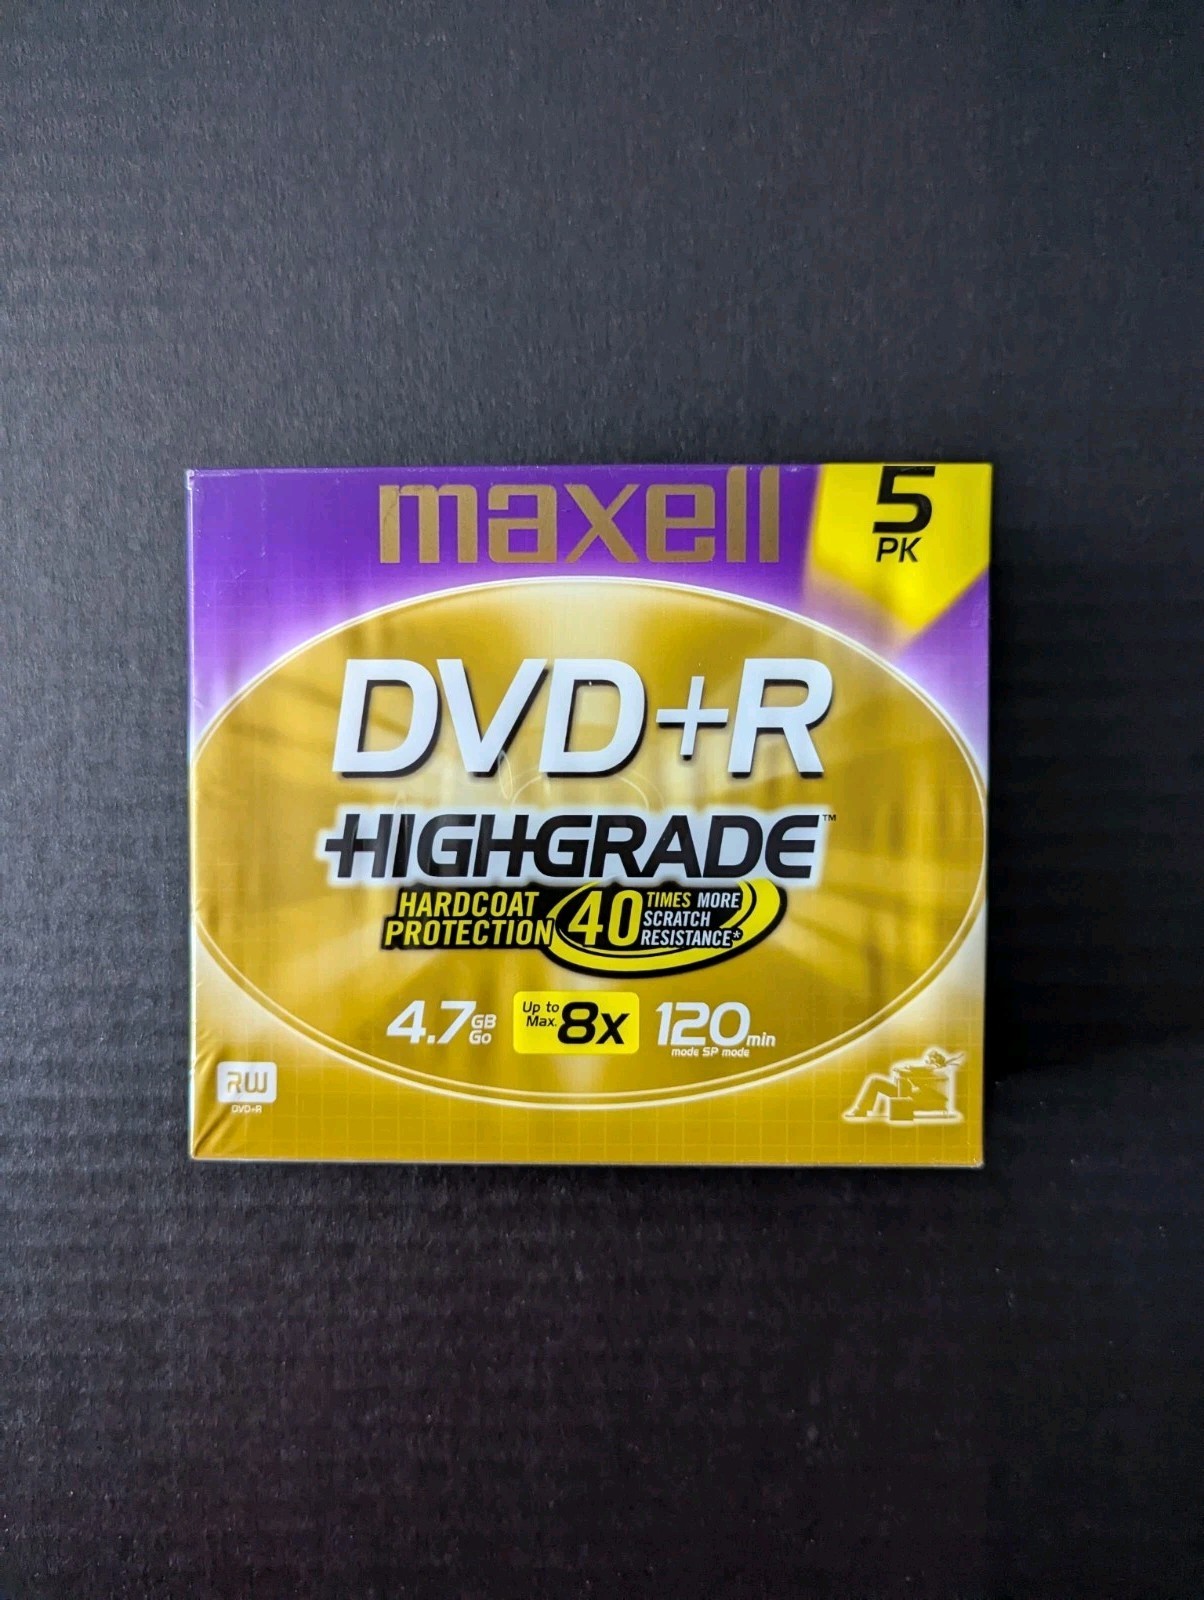 maxell
5
PK
DVD+R
HIGHGRADE™
HARDCOAT
PROTECTION
40
TIMES MORE
SCRATCH
RESISTANCE*
4.7 GB
Go
Up to
Max. 8x
120 min
mode SP mode
RW
DVD+R